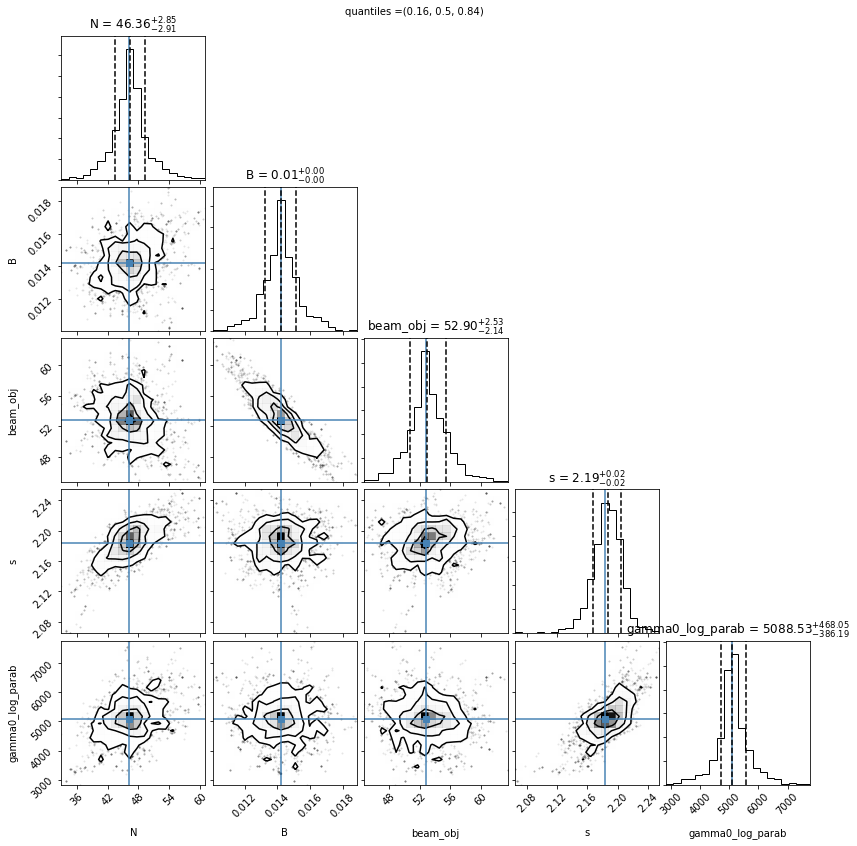 quantiles =(0.16, 0.5, 0.84)
N = 46.36+2.85−2.91
B = 0.01+0.00−0.00
0.018
0.016
0.014
0.012
B
beam_obj = 52.90+2.53−2.14
60
56
52
48
beam_obj
s = 2.19+0.02−0.02
2.24
2.20
2.16
2.12
2.08
s
gamma0_log_parab = 5088.53+468.05−386.19
7000
6000
5000
4000
3000
gamma0_log_parab
36 42 48 54 60 0.012 0.014 0.016 0.018 48 52 56 60 2.08 2.12 2.16 2.20 2.24 3000 4000 5000 6000 7000
N B beam_obj s gamma0_log_parab